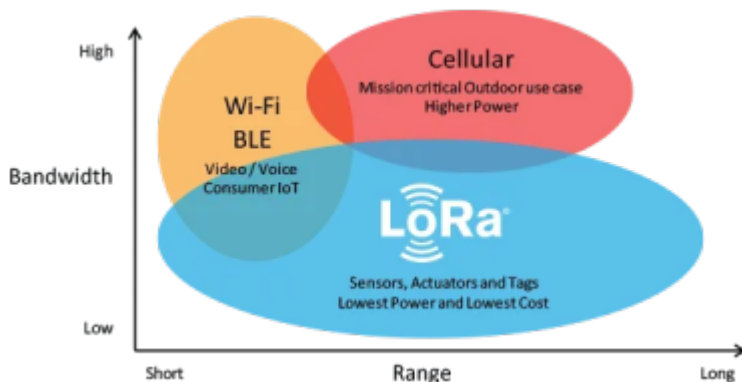 High
Bandwidth
Low
Wi-Fi
BLE
Video / Voice
Consumer IoT
Cellular
Mission critical Outdoor use case
Higher Power
LoRa®
Sensors, Actuators and Tags
Lowest Power and Lowest Cost
Short
Range
Long